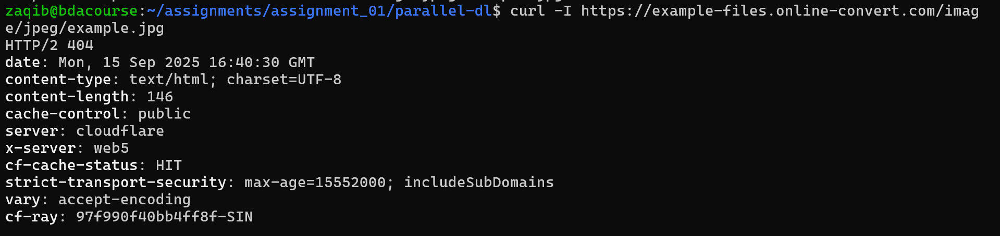 zaqib@bdacourse:~/assignments/assignment_01/parallel-dl$ curl -I https://example-files.online-convert.com/imag
e/jpeg/example.jpg
HTTP/2 404
date: Mon, 15 Sep 2025 16:40:30 GMT
content-type: text/html; charset=UTF-8
content-length: 146
cache-control: public
server: cloudflare
x-server: web5
cf-cache-status: HIT
strict-transport-security: max-age=15552000; includeSubDomains
vary: accept-encoding
cf-ray: 97f990f40bb4ff8f-SIN